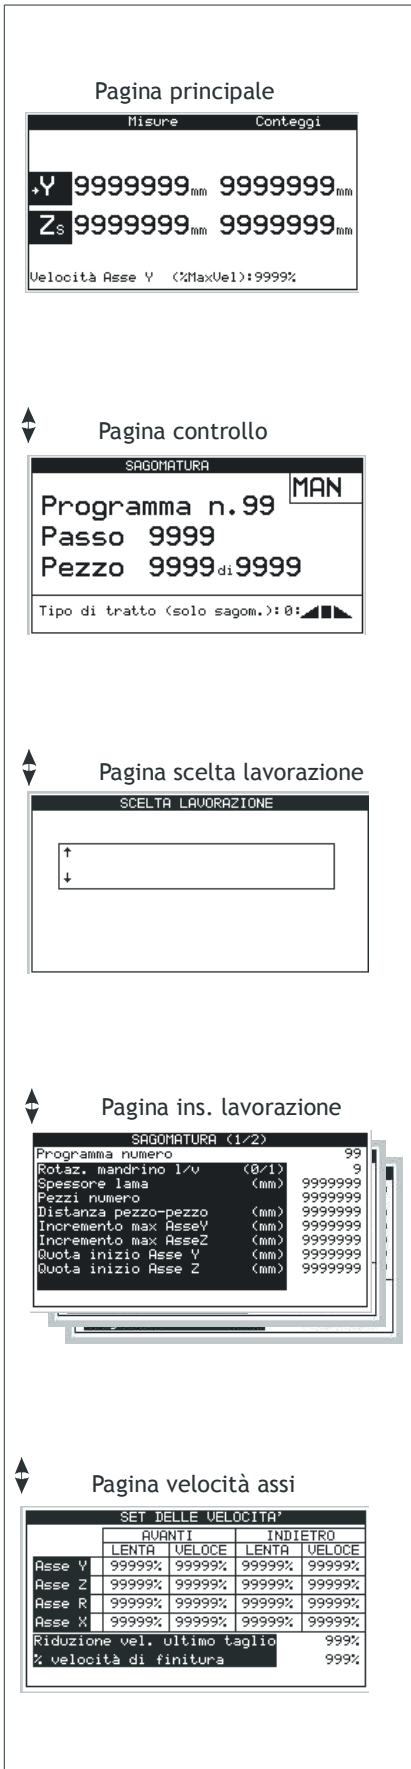 Pagina principale
Misure Conteggi
→Y 9999999mm 9999999mm
Zs 9999999mm 9999999mm
Velocità Asse Y (%MaxVel):9999%
Pagina controllo
SAGOMATURA
MAN
Programma n.99
Passo 9999
Pezzo 9999di9999
Tipo di tratto (solo sagom.):0:
Pagina scelta lavorazione
SCELTA LAVORAZIONE
↑
↓
Pagina ins. lavorazione
SAGOMATURA (1/2)
Programma numero 99
Rotaz. mandrino l/v (0/1) 9
Spessore lama (mm) 9999999
Pezzi numero 9999999
Distanza pezzo-pezzo (mm) 9999999
Incremento max AsseY (mm) 9999999
Incremento max AsseZ (mm) 9999999
Quota inizio Asse Y (mm) 9999999
Quota inizio Asse Z (mm) 9999999
Pagina velocità assi
SET DELLE VELOCITA'
AVANTI INDIETRO
LENTA VELOCE LENTA VELOCE
Asse Y 99999% 99999% 99999% 99999%
Asse Z 99999% 99999% 99999% 99999%
Asse R 99999% 99999% 99999% 99999%
Asse X 99999% 99999% 99999% 99999%
Riduzione vel. ultimo taglio 999%
% velocità di finitura 999%